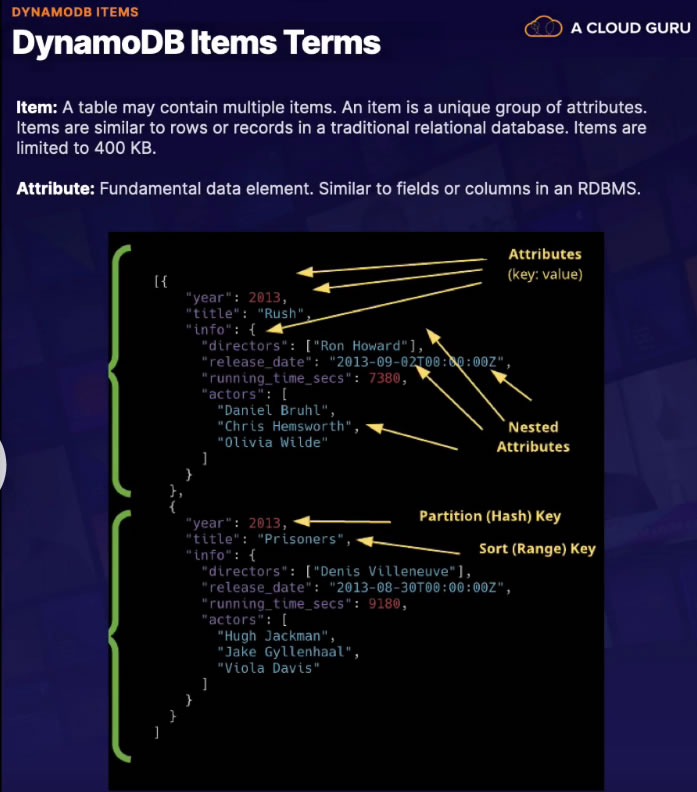 DYNAMODB ITEMS
DynamoDB Items Terms
A CLOUD GURU
Item: A table may contain multiple items. An item is a unique group of attributes.
Items are similar to rows or records in a traditional relational database. Items are
limited to 400 KB.
Attribute: Fundamental data element. Similar to fields or columns in an RDBMS.
Attributes
(key: value)
[{
"year": 2013,
"title": "Rush",
"info": {
"directors": ["Ron Howard"],
"release_date": "2013-09-02T00:00:00Z",
"running_time_secs": 7380,
"actors": [
"Daniel Bruhl",
"Chris Hemsworth",
"Olivia Wilde"
]
}
},
Nested
Attributes
{
"year": 2013,
Partition (Hash) Key
"title": "Prisoners",
Sort (Range) Key
"info": {
"directors": ["Denis Villeneuve"],
"release_date": "2013-08-30T00:00:00Z",
"running_time_secs": 9180,
"actors": [
"Hugh Jackman",
"Jake Gyllenhaal",
"Viola Davis"
]
}
}
]